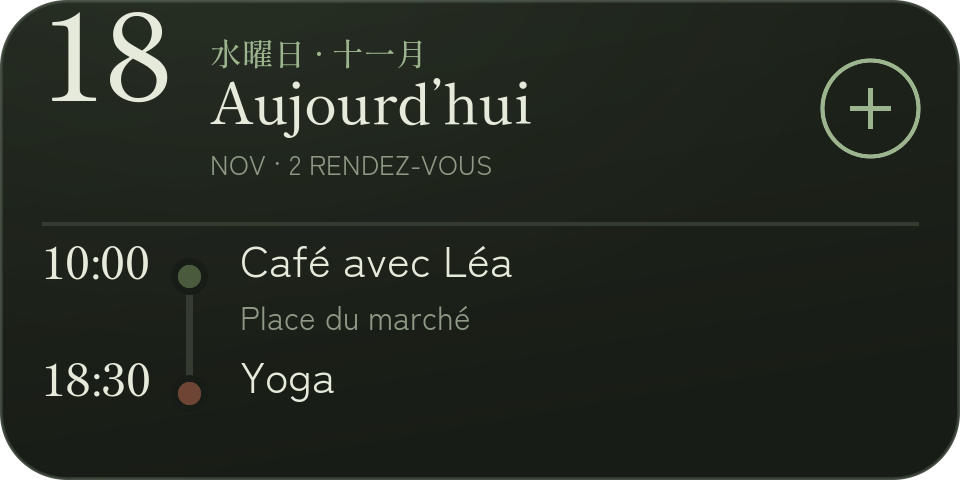 18
水曜日 · 十一月
Aujourd’hui
NOV · 2 RENDEZ-VOUS
10:00 Café avec Léa
Place du marché
18:30 Yoga